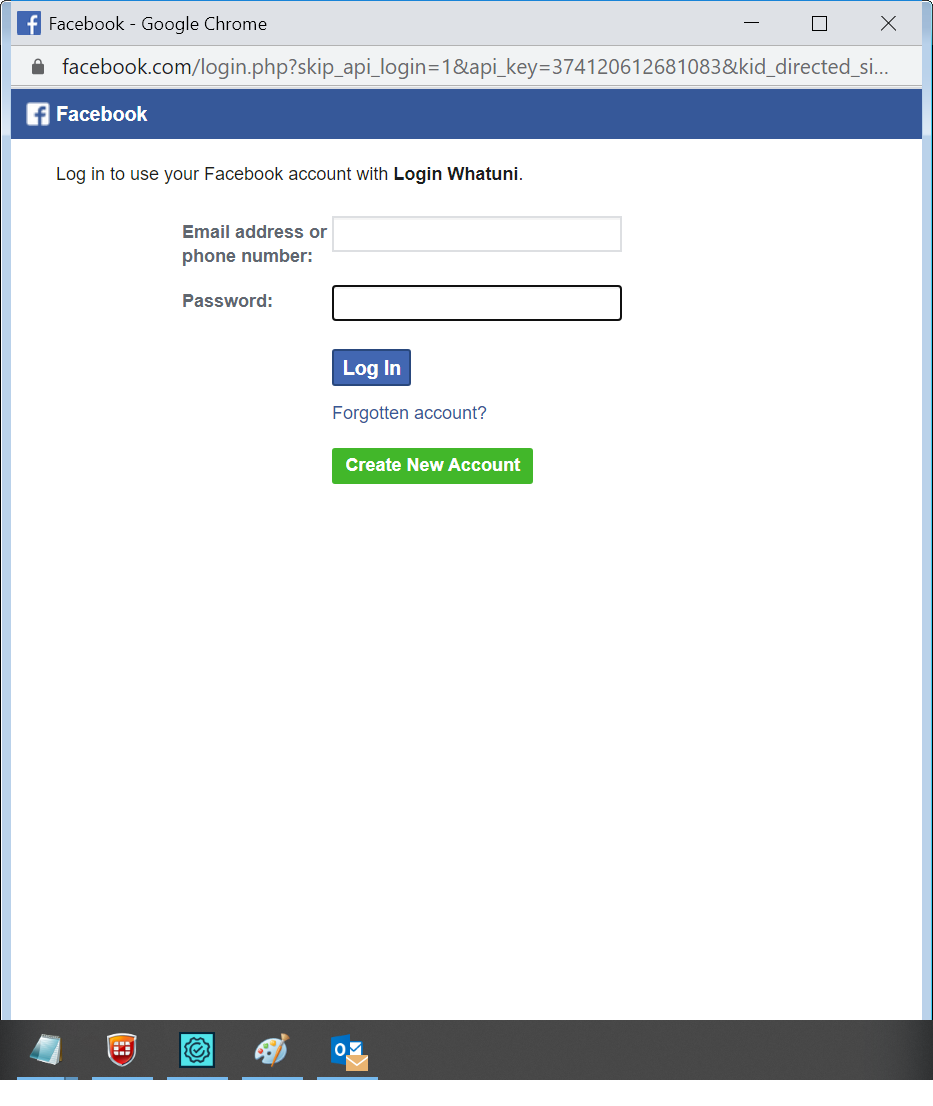 Facebook - Google Chrome
facebook.com/login.php?skip_api_login=1&api_key=374120612681083&kid_directed_si...
Facebook
Log in to use your Facebook account with Login Whatuni.
Email address or
phone number:
Password:
Log In
Forgotten account?
Create New Account